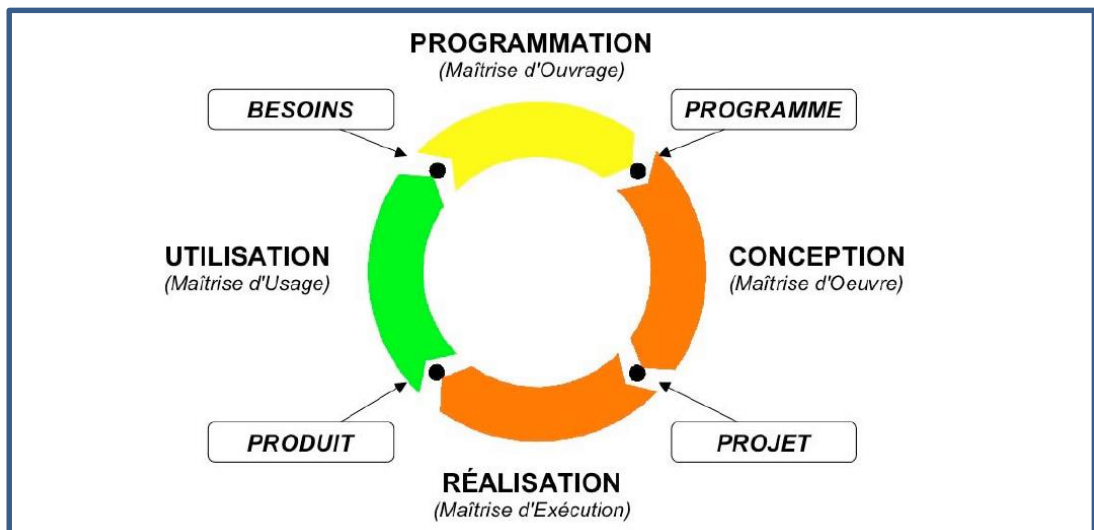 PROGRAMMATION
(Maîtrise d'Ouvrage)
BESOINS
PROGRAMME
UTILISATION
(Maîtrise d'Usage)
CONCEPTION
(Maîtrise d'Oeuvre)
PRODUIT
PROJET
RÉALISATION
(Maîtrise d'Exécution)